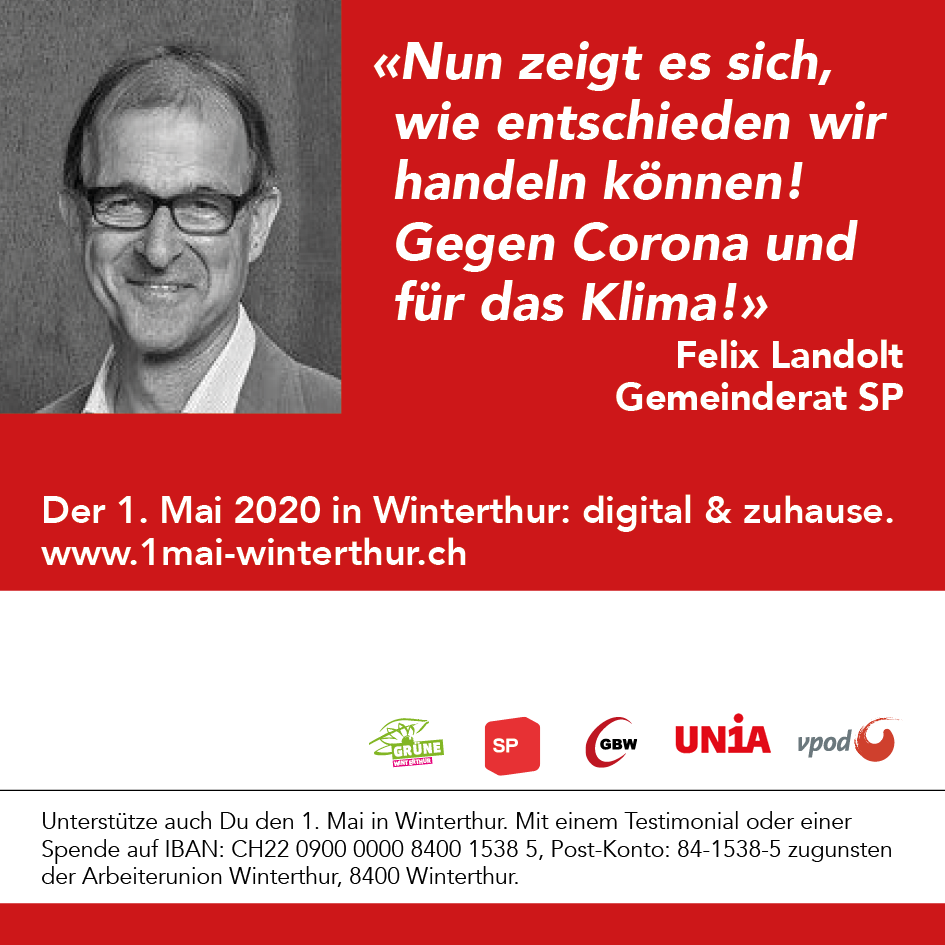 «Nun zeigt es sich,
wie entschieden wir
handeln können!
Gegen Corona und
für das Klima!»
Felix Landolt
Gemeinderat SP
Der 1. Mai 2020 in Winterthur: digital & zuhause.
www.1mai-winterthur.ch
GRÜNE
WINTERTHUR
SP
GBW
UNiA
vpod
Unterstütze auch Du den 1. Mai in Winterthur. Mit einem Testimonial oder einer
Spende auf IBAN: CH22 0900 0000 8400 1538 5, Post-Konto: 84-1538-5 zugunsten
der Arbeiterunion Winterthur, 8400 Winterthur.